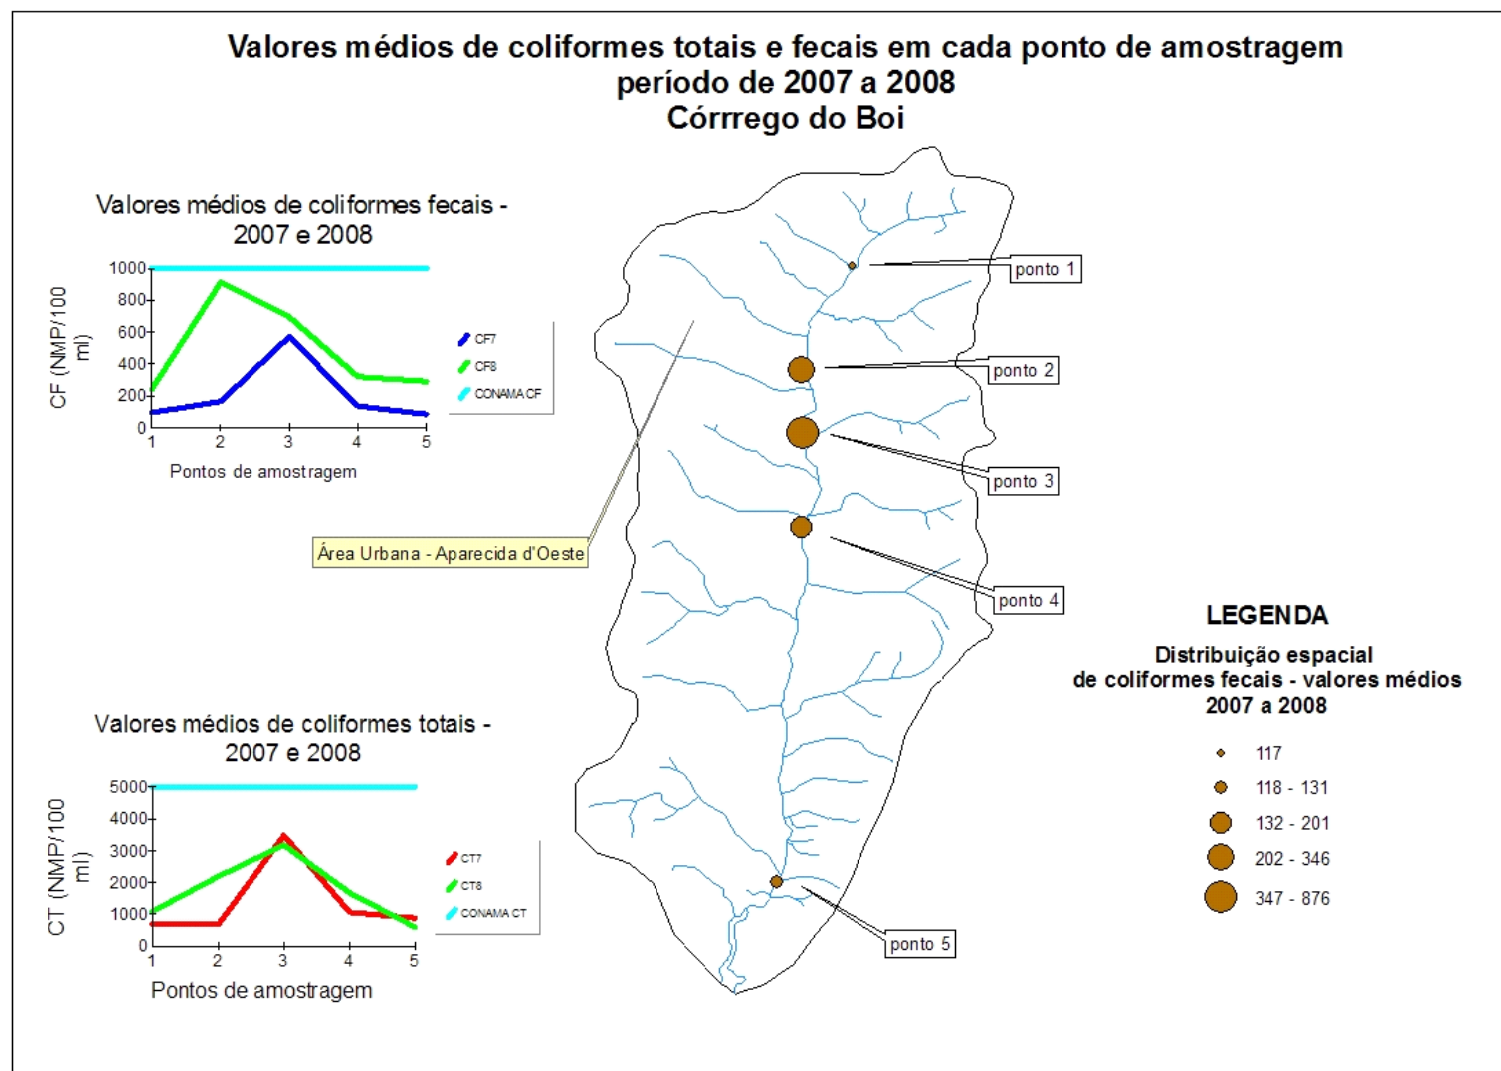 Valores médios de coliformes totais e fecais em cada ponto de amostragem
período de 2007 a 2008
Córrrego do Boi
Valores médios de coliformes fecais -
2007 e 2008
CF (NMP/100
ml)
1000
800
600
400
200
0
1 2 3 4 5
Pontos de amostragem
CF7
CF8
CONAMA CF
ponto 1
ponto 2
ponto 3
Área Urbana - Aparecida d'Oeste
ponto 4
ponto 5
Valores médios de coliformes totais -
2007 e 2008
CT (NMP/100
ml)
5000
4000
3000
2000
1000
0
1 2 3 4 5
Pontos de amostragem
CT7
CT8
CONAMA CT
LEGENDA
Distribuição espacial
de coliformes fecais - valores médios
2007 a 2008
117
118 - 131
132 - 201
202 - 346
347 - 876